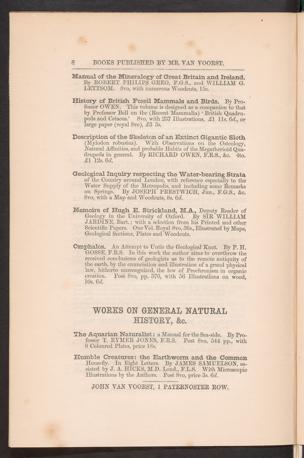 8 BOOKS PUBLISHED BY MR. VAN VOORST.
Manual of the Mineralogy of Great Britain and Ireland.
By ROBERT PHILIPS GREG, F.G.S., and WILLIAM G.
LETTSOM. 8vo, with numerous Woodcuts, 15s.
History of British Fossil Mammals and Birds. By Pro-
fessor OWEN. This volume is designed as a companion to that
by Professor Bell on the (Recent Mammalia) 'British Quadru-
peds and Cetacea.' 8vo, with 237 Illustrations, £1 11s. 6d., or
large paper (royal 8vo), £3 3s.
Description of the Skeleton of an Extinct Gigantic Sloth
(Mylodon robustus). With Observations on the Osteology,
Natural Affinities, and probable Habits of the Megatherioid Qua-
drupeds in general. By RICHARD OWEN, F.R.S., &c. 4to.
£1 12s. 6d.
Geological Inquiry respecting the Water-bearing Strata
of the Country around London, with reference especially to the
Water Supply of the Metropolis, and including some Remarks
on Springs. By JOSEPH PRESTWICH, Jun., F.G.S., &c.
8vo, with a Map and Woodcuts, 8s. 6d.
Memoirs of Hugh E. Strickland, M.A., Deputy Reader of
Geology in the University of Oxford. By SIR WILLIAM
JARDINE, Bart.; with a selection from his Printed and other
Scientific Papers. One Vol. Royal 8vo, 36s., Illustrated by Maps,
Geological Sections, Plates and Woodcuts.
Omphalos. An Attempt to Untie the Geological Knot. By P. H.
GOSSE, F.R.S. In this work the author aims to overthrow the
received conclusions of geologists as to the remote antiquity of
the earth, by the enunciation and illustration of a grand physical
law, hitherto unrecognized, the law of Prochronism in organic
creation. Post 8vo, pp. 376, with 56 Illustrations on wood,
10s. 6d.
WORKS ON GENERAL NATURAL
HISTORY, &c.
The Aquarian Naturalist: a Manual for the Sea-side. By Pro-
fessor T. RYMER JONES, F.R.S. Post 8vo, 544 pp., with
8 Coloured Plates, price 18s.
Humble Creatures: the Earthworm and the Common
Housefly. In Eight Letters. By JAMES SAMUELSON, as-
sisted by J. B. HICKS, M.D. Lond., F.L.S. With Microscopic
Illustrations by the Authors. Post 8vo, price 3s. 6d.
JOHN VAN VOORST, 1 PATERNOSTER ROW.